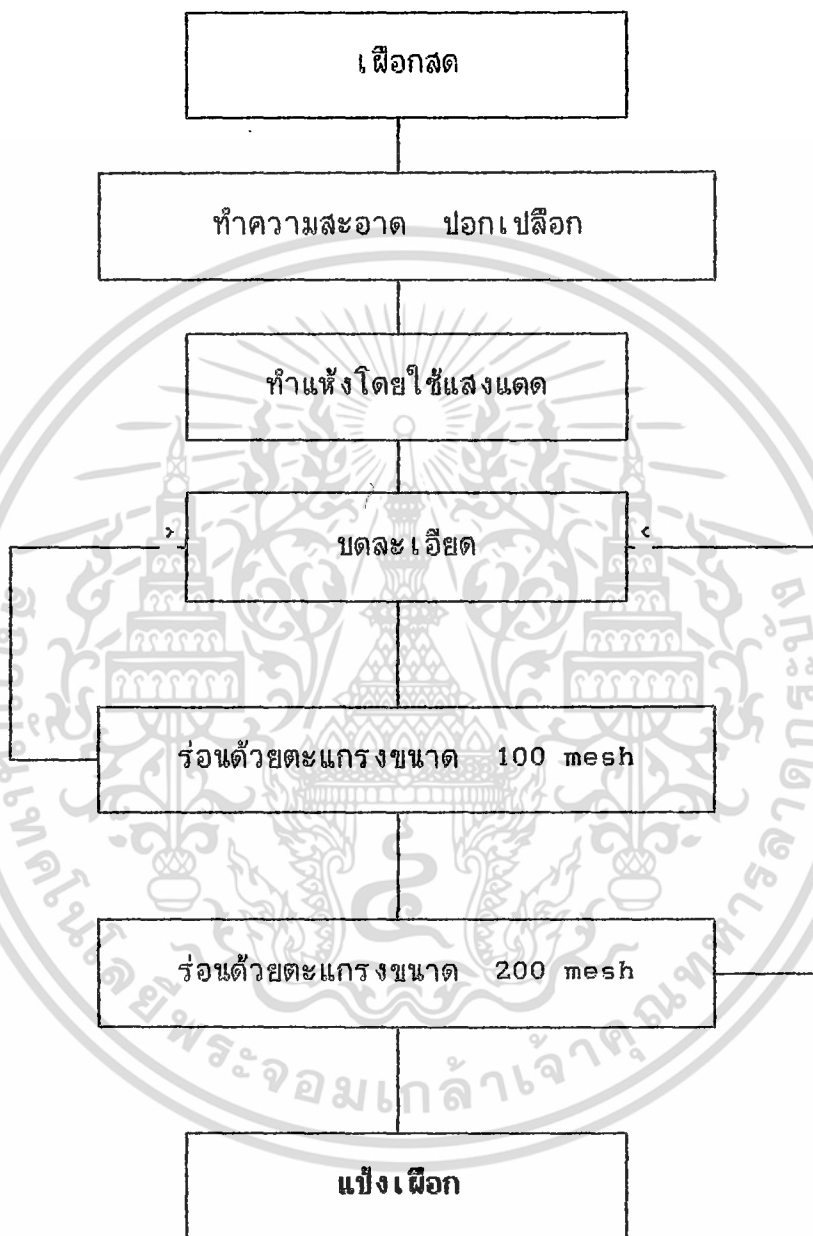 เผือกสด
ทำความสะอาด ปอกเปลือก
ทำแห้งโดยใช้แสงแดด
บดละเอียด
ร่อนด้วยตะแกรงขนาด 100 mesh
ร่อนด้วยตะแกรงขนาด 200 mesh
แป้งเผือก